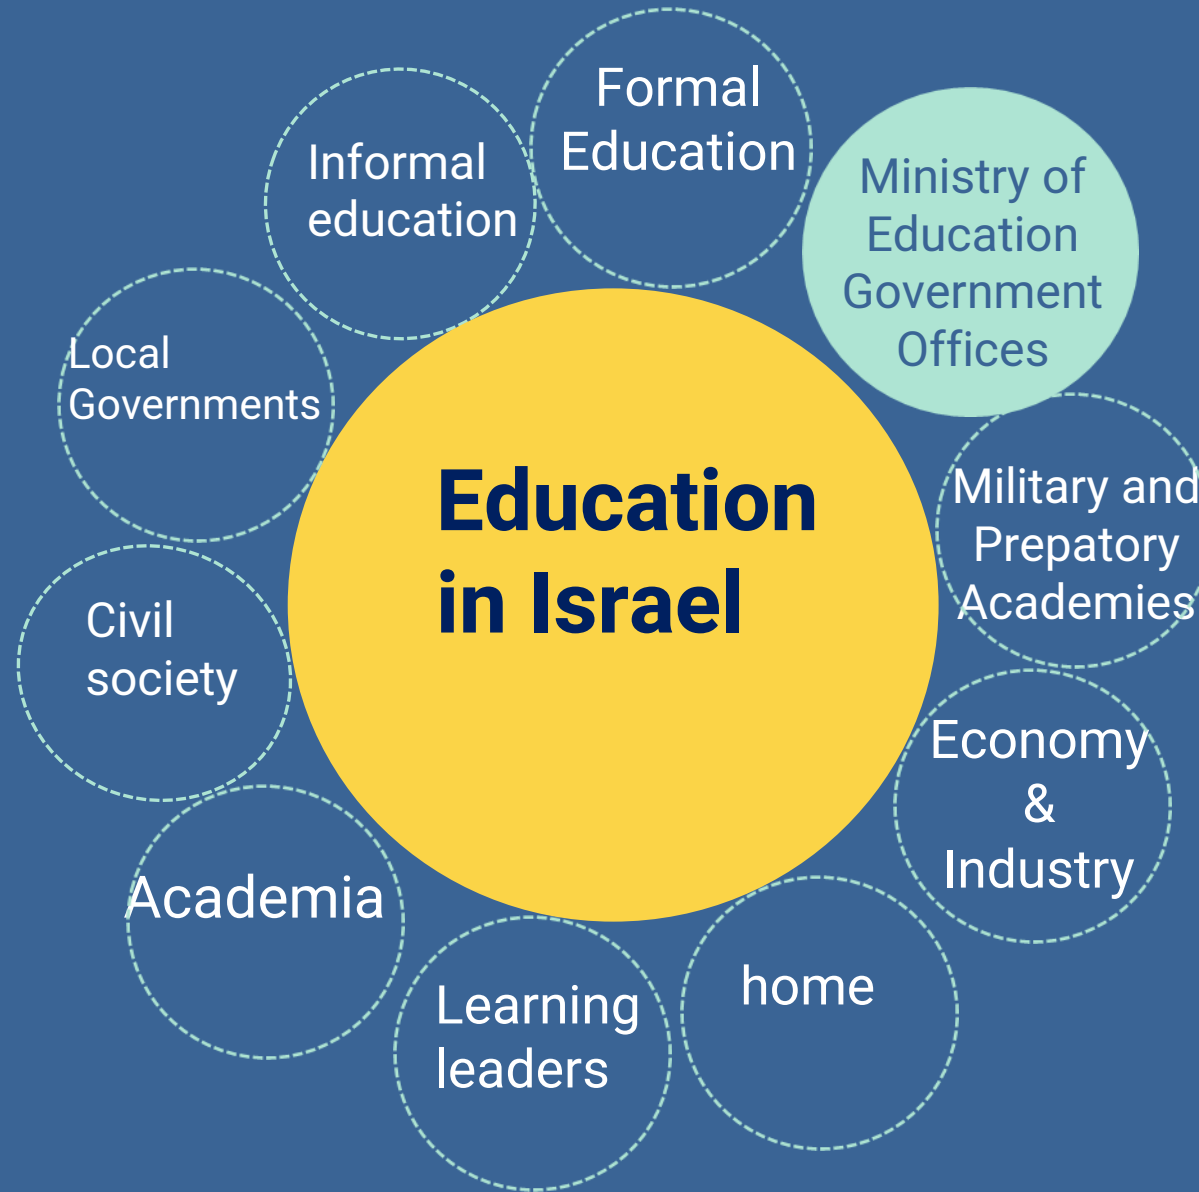 Formal
Education
Informal
education
Ministry of
Education
Government
Offices
Local
Governments
Military and
Prepatory
Academies
Education
in Israel
Civil
society
Economy
&
Industry
Academia
home
Learning
leaders